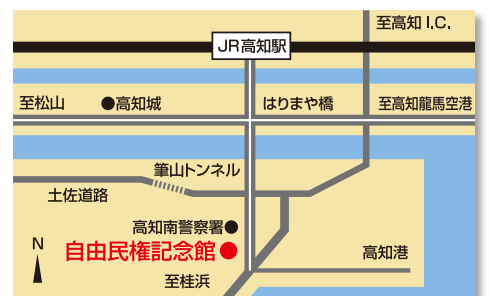 至高知 I.C.
JR高知駅
至松山
●高知城
はりまや橋
至高知龍馬空港
筆山トンネル
土佐道路
高知南警察署●
N
自由民権記念館●
高知港
至桂浜